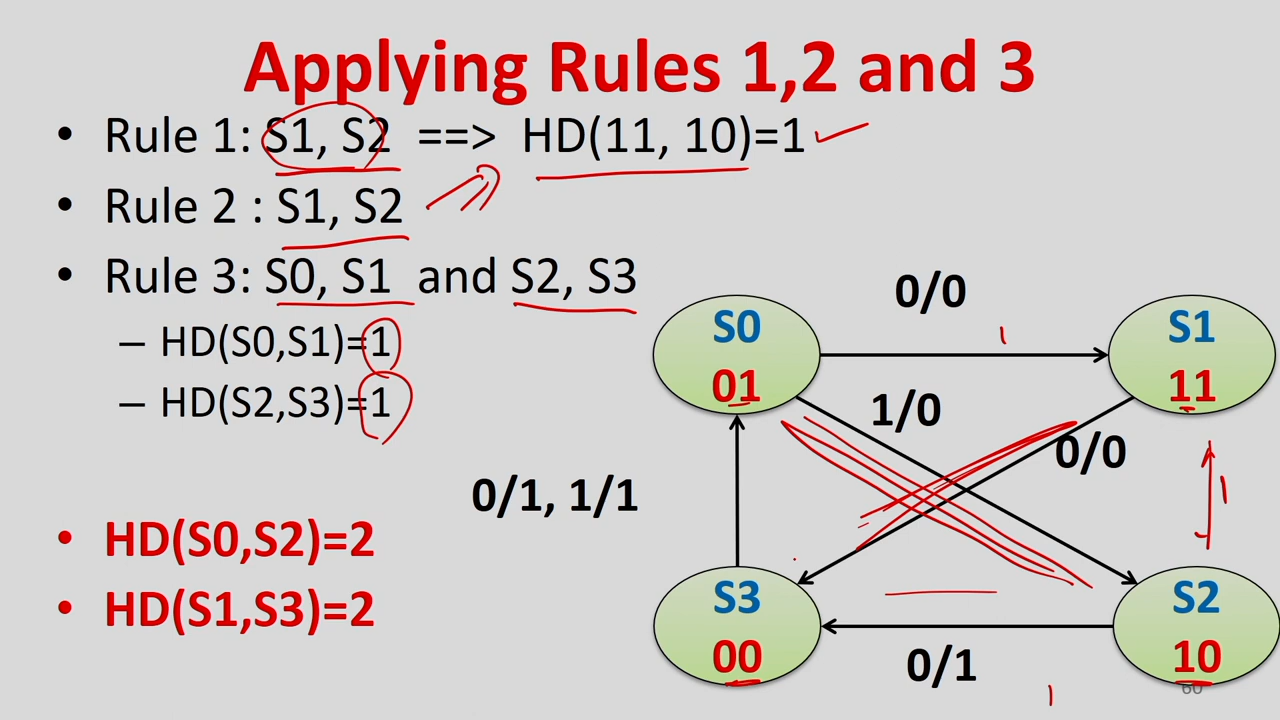 Applying Rules 1,2 and 3
• Rule 1: S1, S2 ==> HD(11, 10)=1
• Rule 2 : S1, S2
• Rule 3: S0, S1 and S2, S3
– HD(S0,S1)=1
– HD(S2,S3)=1
• HD(S0,S2)=2
• HD(S1,S3)=2
0/0
S0
01
S1
11
1/0
0/0
0/1, 1/1
1
S3
00
S2
10
0/1
60